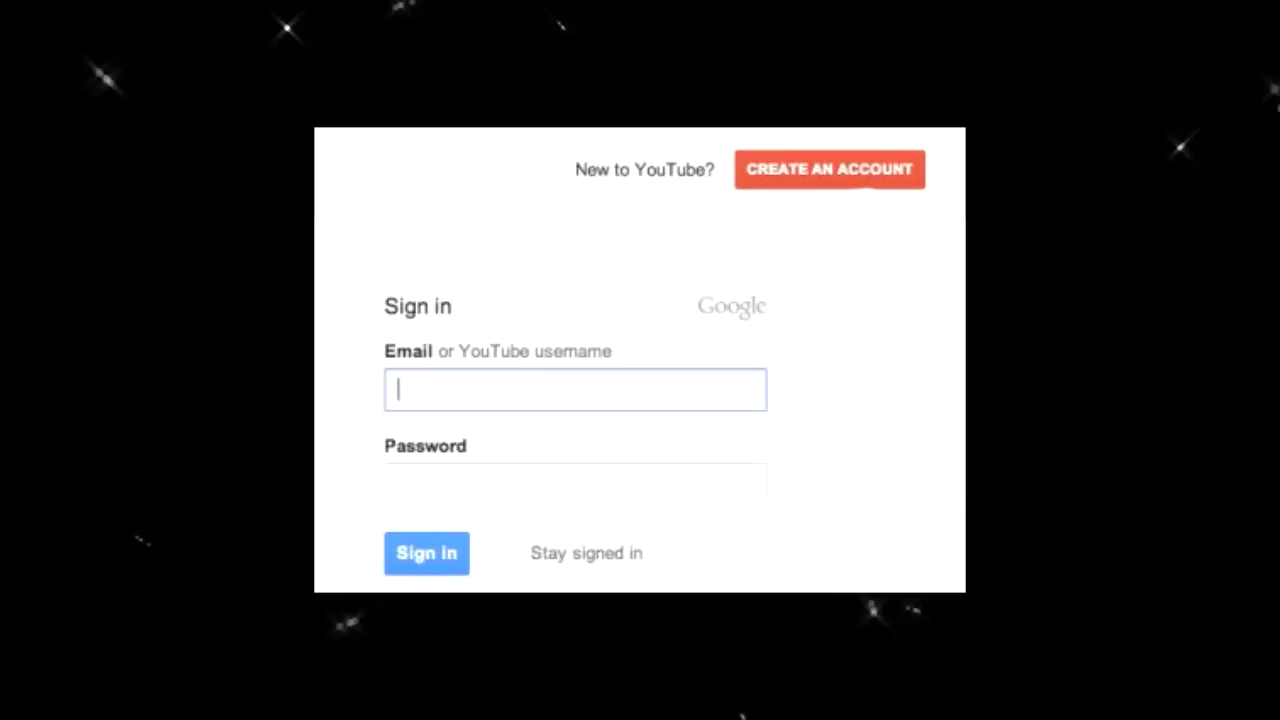 New to YouTube? CREATE AN ACCOUNT
Sign in Google
Email or YouTube username
Password
Sign in Stay signed in